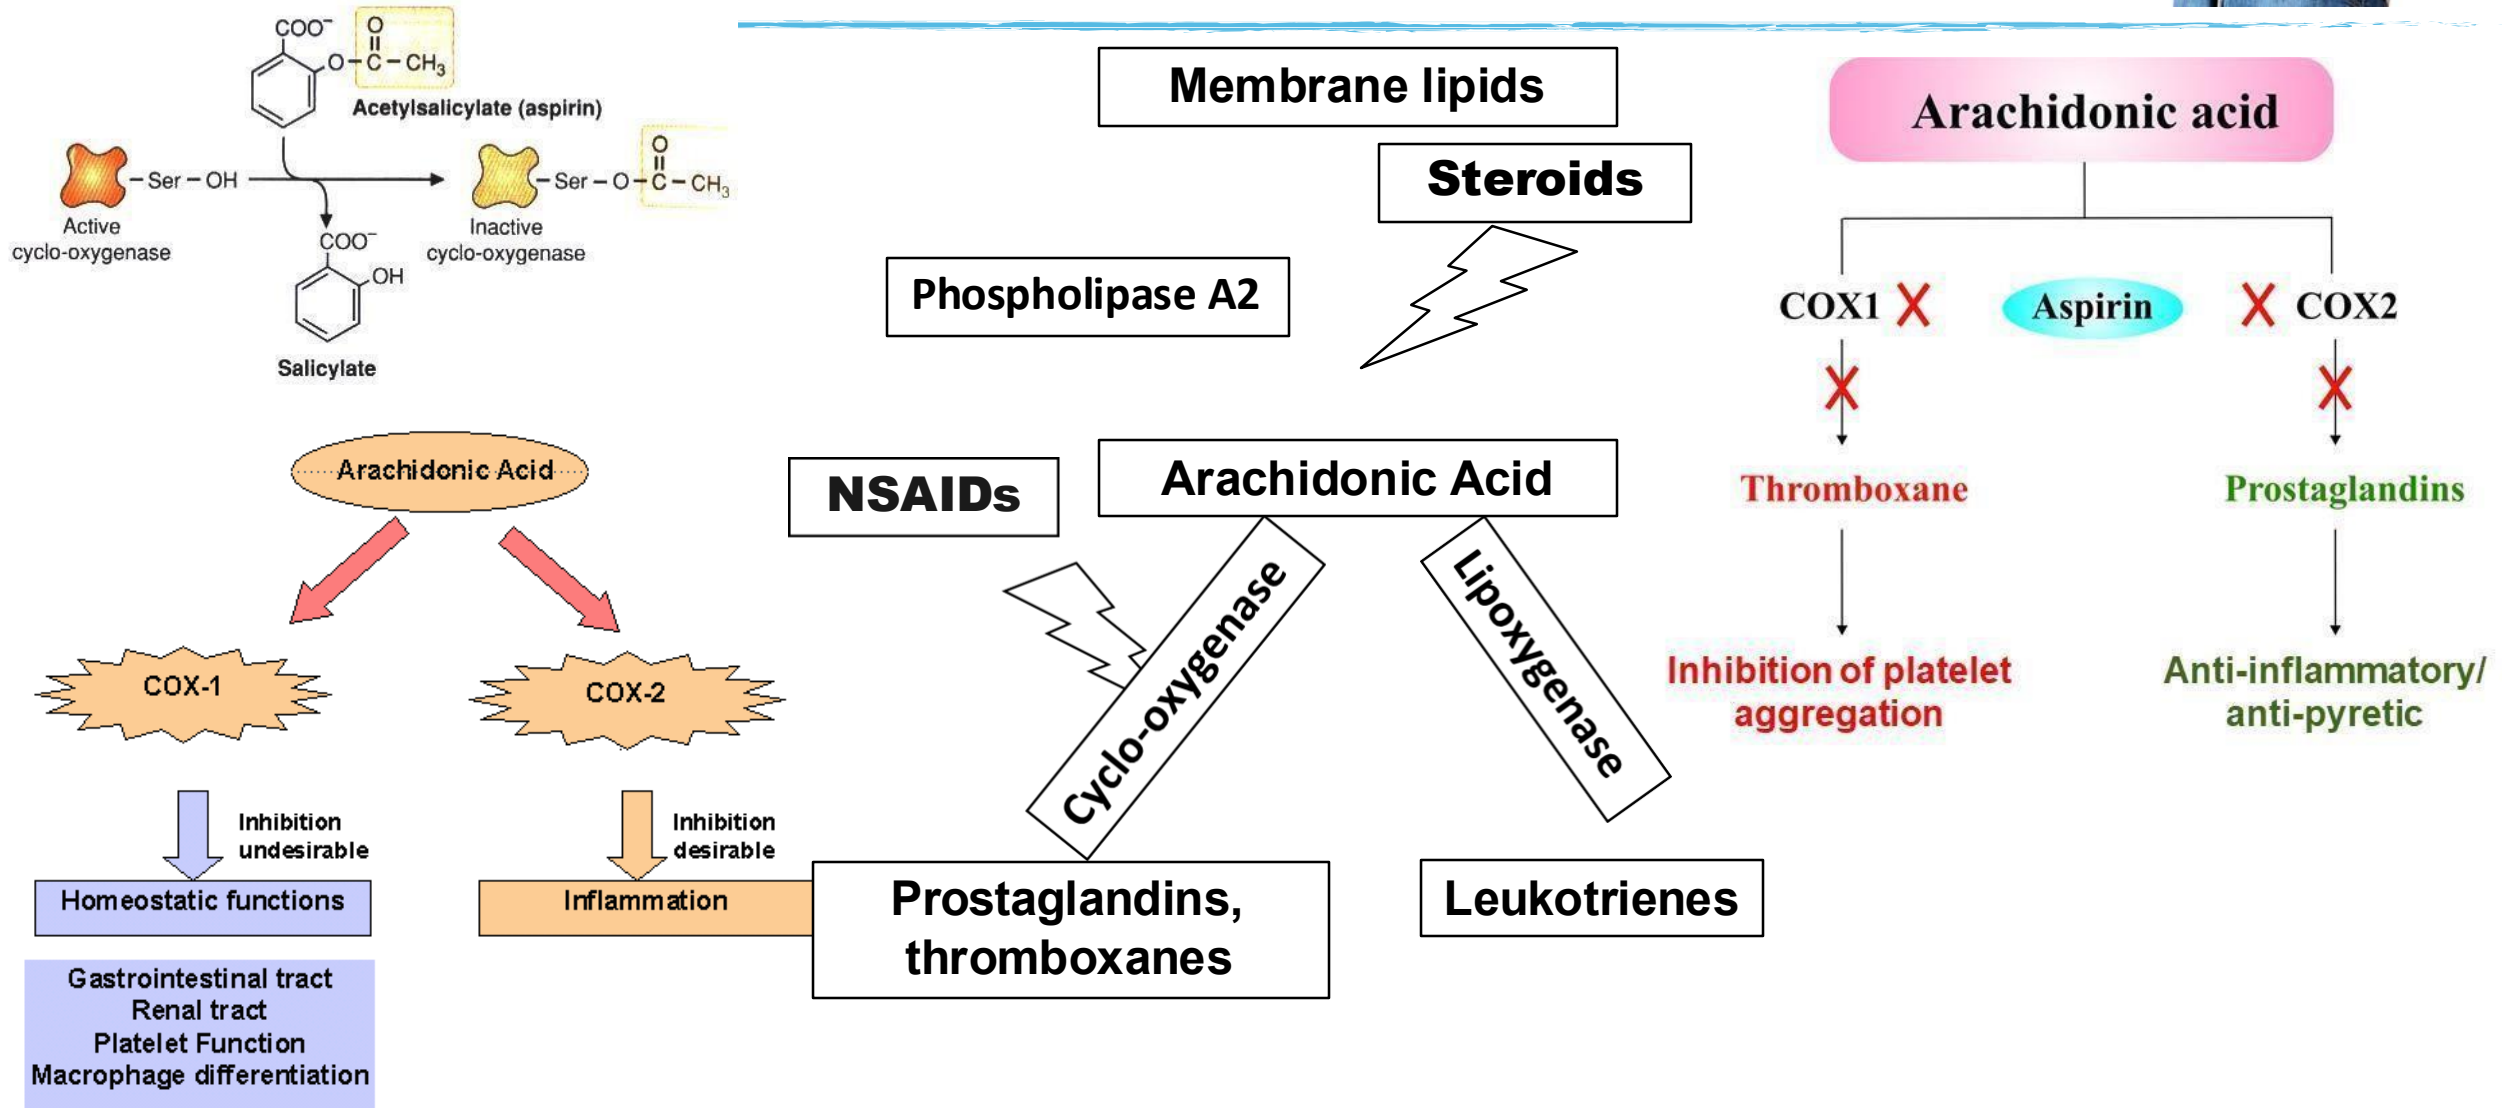 COO⁻
O
O
C
CH₃
Acetylsalicylate (aspirin)
Ser
OH
Ser
O
O
C
CH₃
Active
cyclo-oxygenase
Inactive
cyclo-oxygenase
COO⁻
OH
Salicylate
Arachidonic Acid
COX-1
COX-2
Inhibition
undesirable
Inhibition
desirable
Homeostatic functions
Inflammation
Gastrointestinal tract
Renal tract
Platelet Function
Macrophage differentiation
Membrane lipids
Steroids
Phospholipase A2
NSAIDs
Arachidonic Acid
Cyclo-oxygenase
Lipoxygenase
Prostaglandins,
thromboxanes
Leukotrienes
Arachidonic acid
COX1
Aspirin
COX2
Thromboxane
Prostaglandins
Inhibition of platelet
aggregation
Anti-inflammatory/
anti-pyretic